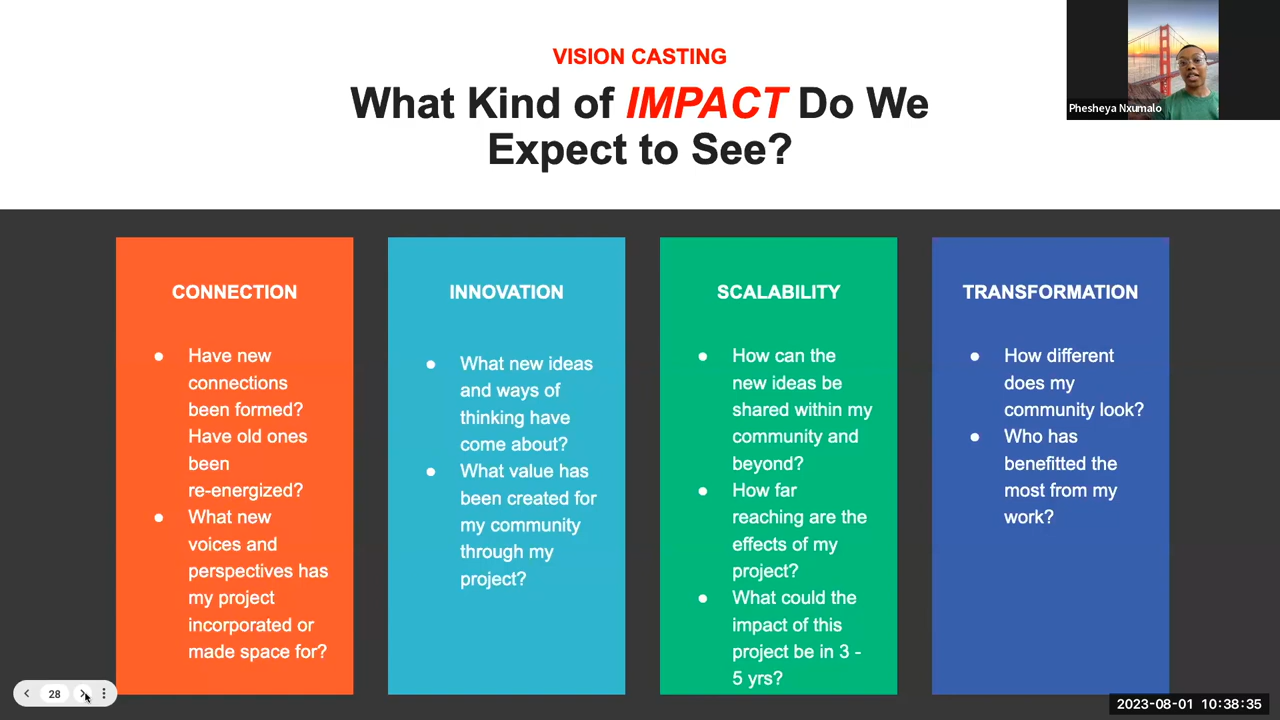 VISION CASTING
What Kind of IMPACT Do We
Expect to See?
Phesheya Nxumalo
CONNECTION
● Have new
connections
been formed?
Have old ones
been
re-energized?
● What new
voices and
perspectives has
my project
incorporated or
made space for?
INNOVATION
● What new ideas
and ways of
thinking have
come about?
● What value has
been created for
my community
through my
project?
SCALABILITY
● How can the
new ideas be
shared within my
community and
beyond?
● How far
reaching are the
effects of my
project?
● What could the
impact of this
project be in 3 -
5 yrs?
TRANSFORMATION
● How different
does my
community look?
● Who has
benefitted the
most from my
work?
28
2023-08-01 10:38:35